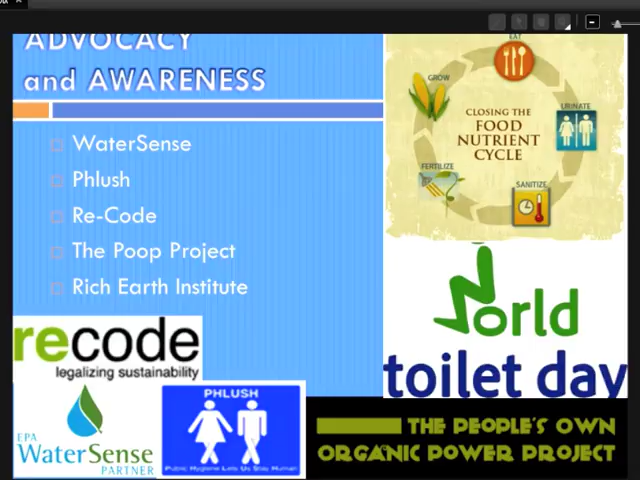 ADVOCACY
and AWARENESS
WaterSense
Phlush
Re-Code
The Poop Project
Rich Earth Institute
EAT
GROW
URINATE
CLOSING THE
FOOD
NUTRIENT
CYCLE
FERTILIZE
SANITIZE
World
toilet day
recode
legalizing sustainability
EPA
WaterSense
PARTNER
PHLUSH
Public Hygiene Lets Us Stay Human
THE PEOPLE'S OWN
ORGANIC POWER PROJECT